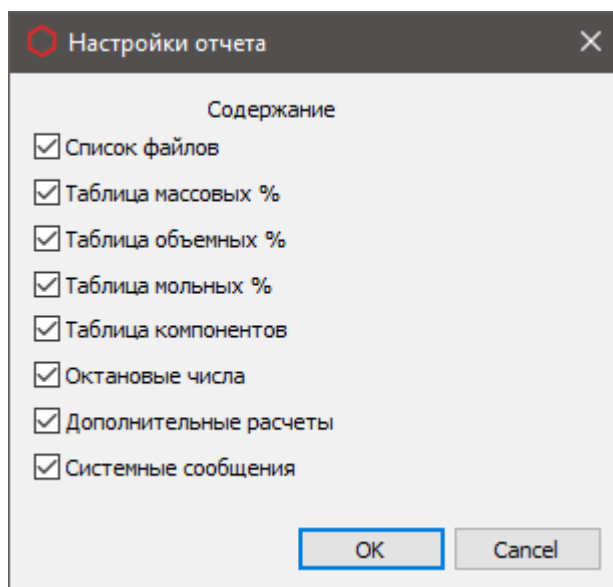 Настройки отчета
Содержание
Список файлов
Таблица массовых %
Таблица объемных %
Таблица мольных %
Таблица компонентов
Октановые числа
Дополнительные расчеты
Системные сообщения
OK Cancel